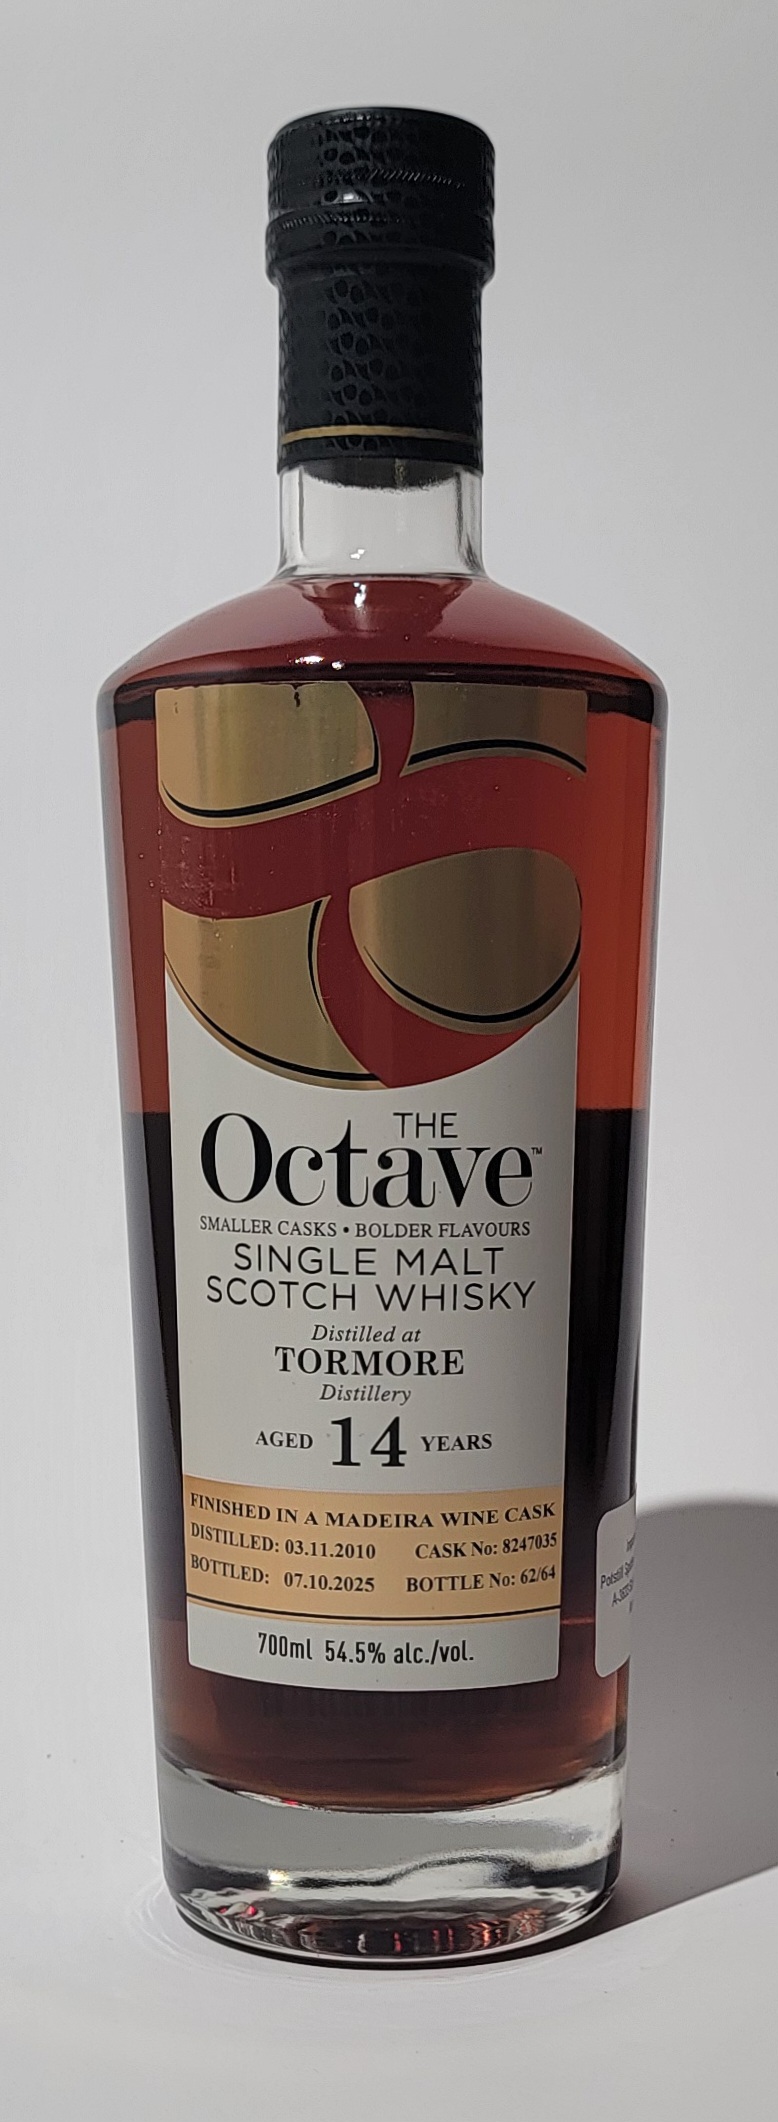 THE
Octave™
SMALLER CASKS • BOLDER FLAVOURS
SINGLE MALT
SCOTCH WHISKY
Distilled at
TORMORE
Distillery
AGED 14 YEARS
FINISHED IN A MADEIRA WINE CASK
DISTILLED: 03.11.2010 CASK No: 8247035
BOTTLED: 07.10.2025 BOTTLE No: 62/64
700ml 54.5% alc./vol.
Potstill